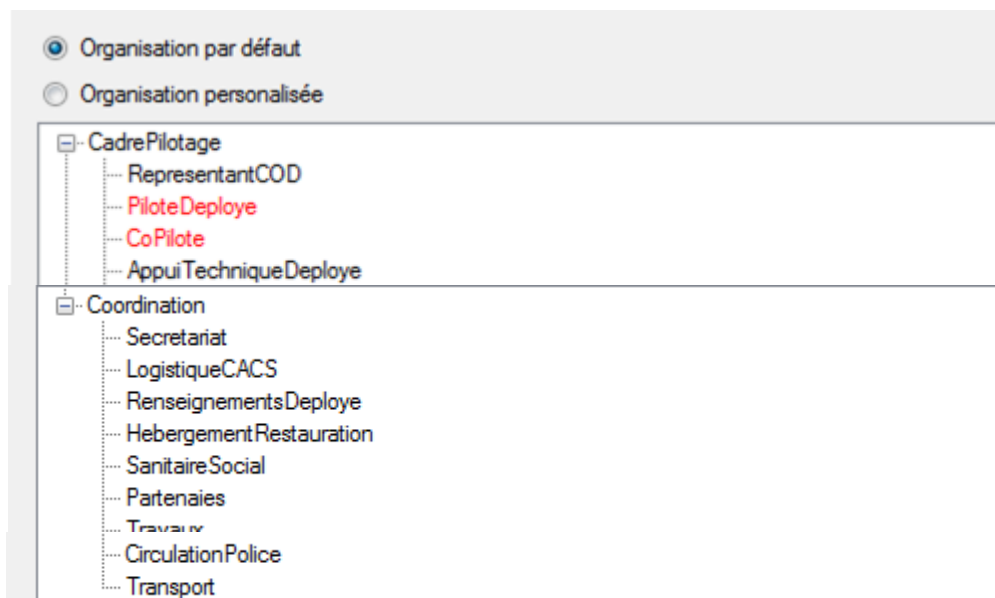 Organisation par défaut
Organisation personalisée
CadrePilotage
RepresentantCOD
PiloteDeploye
CoPilote
AppuiTechniqueDeploye
Coordination
Secretariat
LogistiqueCACS
RenseignementsDeploye
HebergementRestauration
SanitaireSocial
Partenaies
Travaux
CirculationPolice
Transport